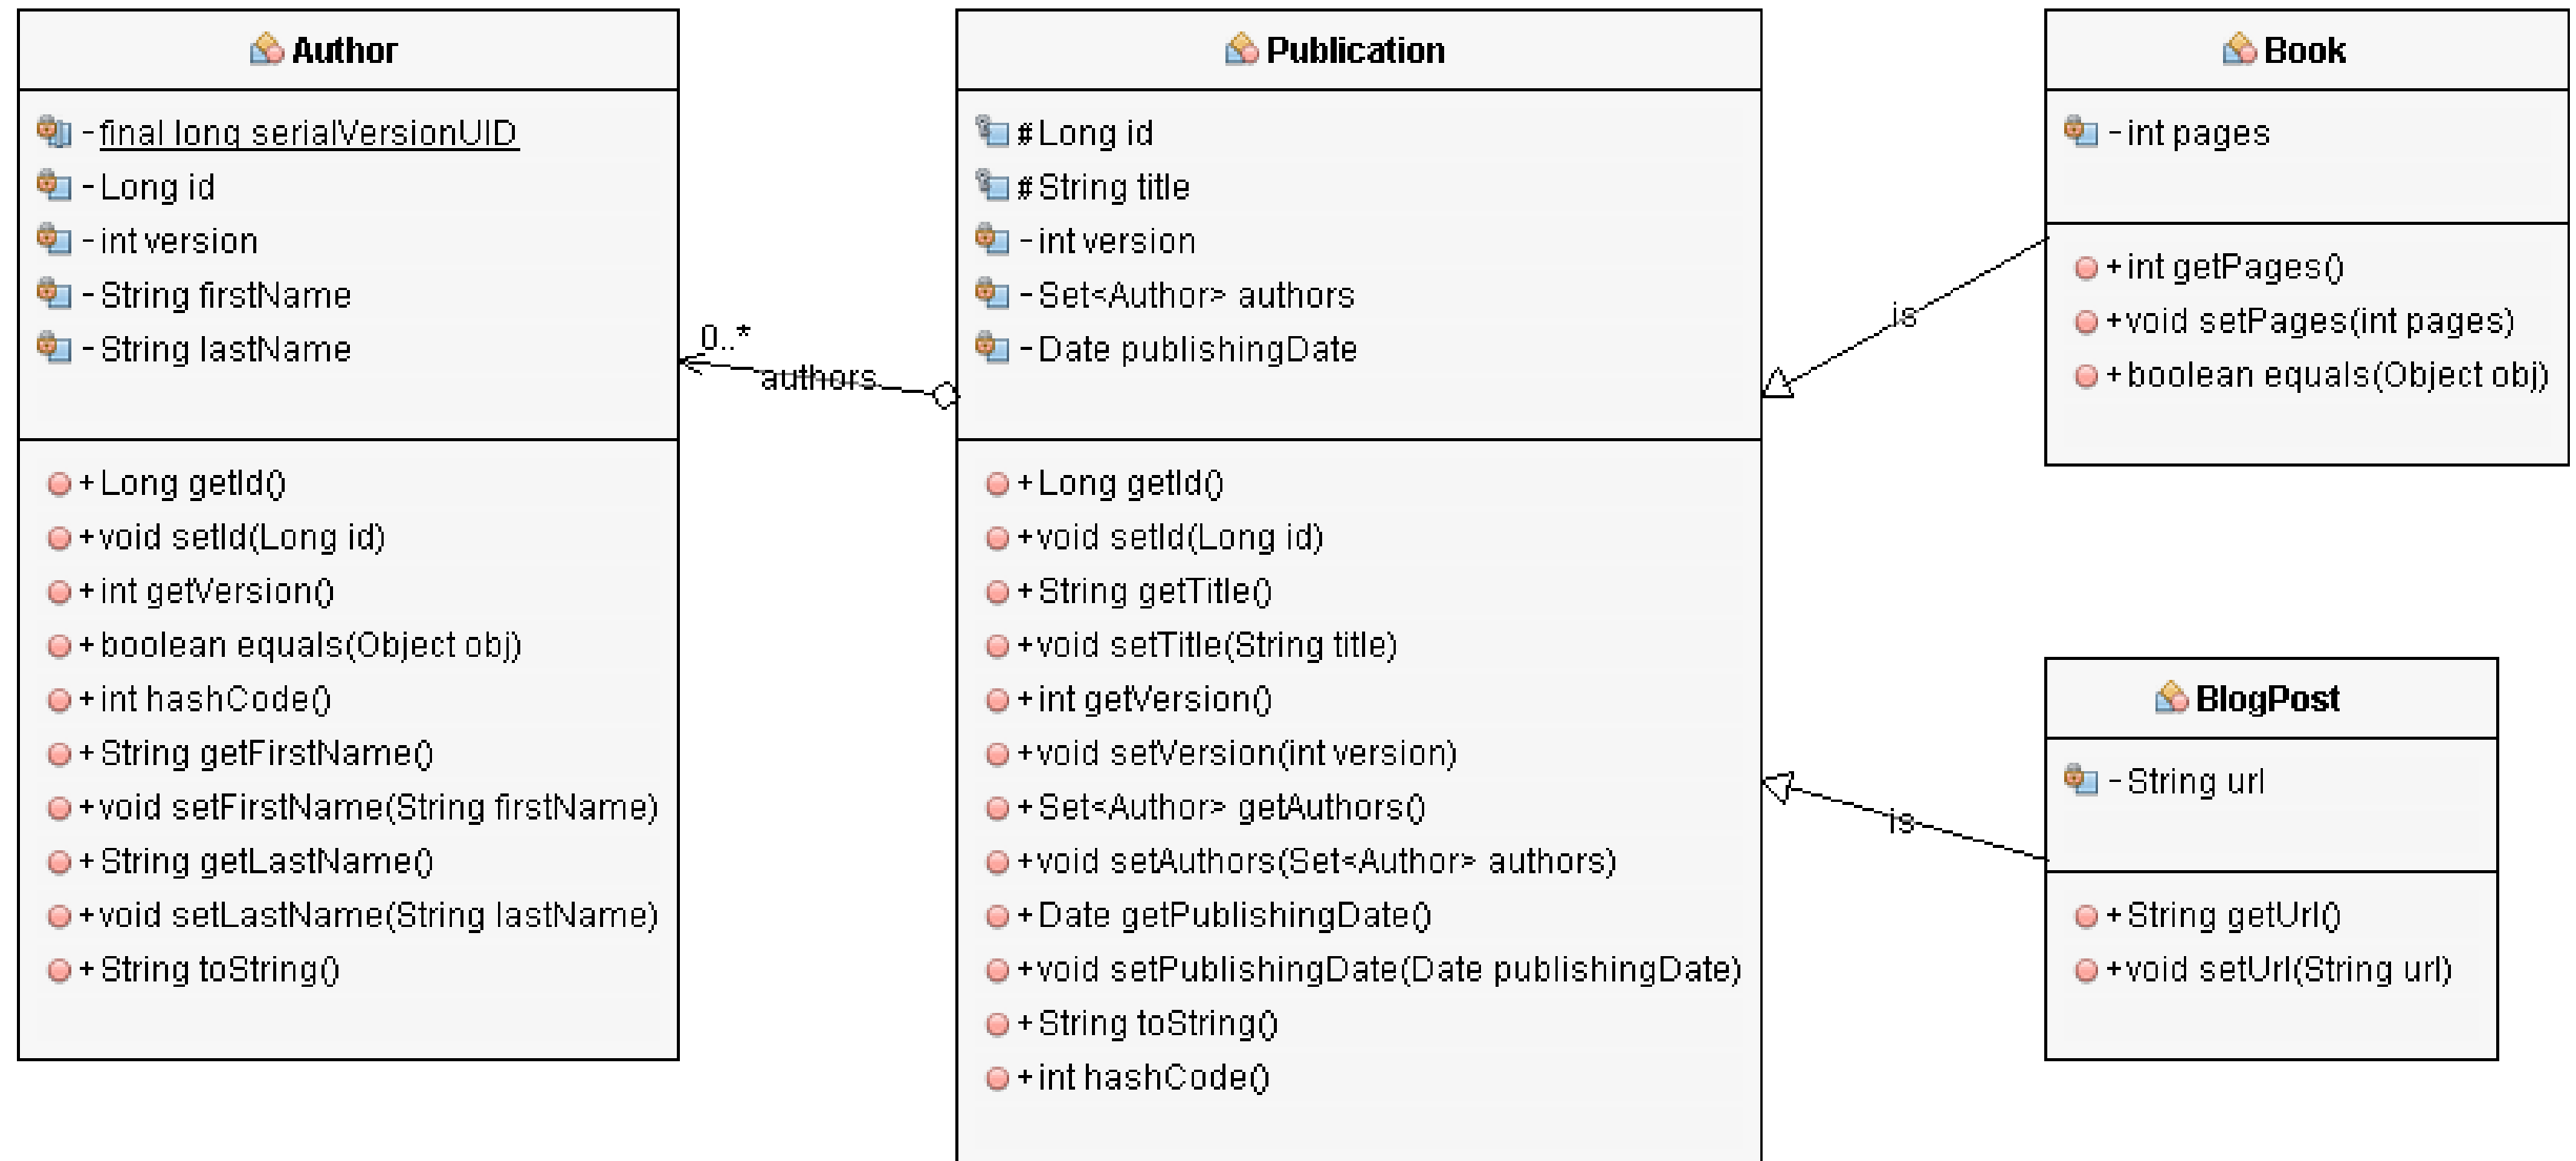 Author
-final long serialVersionUID
-Long id
-int version
-String firstName
-String lastName
+Long getId()
+void setId(Long id)
+int getVersion()
+boolean equals(Object obj)
+int hashCode()
+String getFirstName()
+void setFirstName(String firstName)
+String getLastName()
+void setLastName(String lastName)
+String toString()
0..*
authors
Publication
#Long id
#String title
-int version
-Set<Author> authors
-Date publishingDate
+Long getId()
+void setId(Long id)
+String getTitle()
+void setTitle(String title)
+int getVersion()
+void setVersion(int version)
+Set<Author> getAuthors()
+void setAuthors(Set<Author> authors)
+Date getPublishingDate()
+void setPublishingDate(Date publishingDate)
+String toString()
+int hashCode()
is
is
Book
-int pages
+int getPages()
+void setPages(int pages)
+boolean equals(Object obj)
BlogPost
-String url
+String getUrl()
+void setUrl(String url)